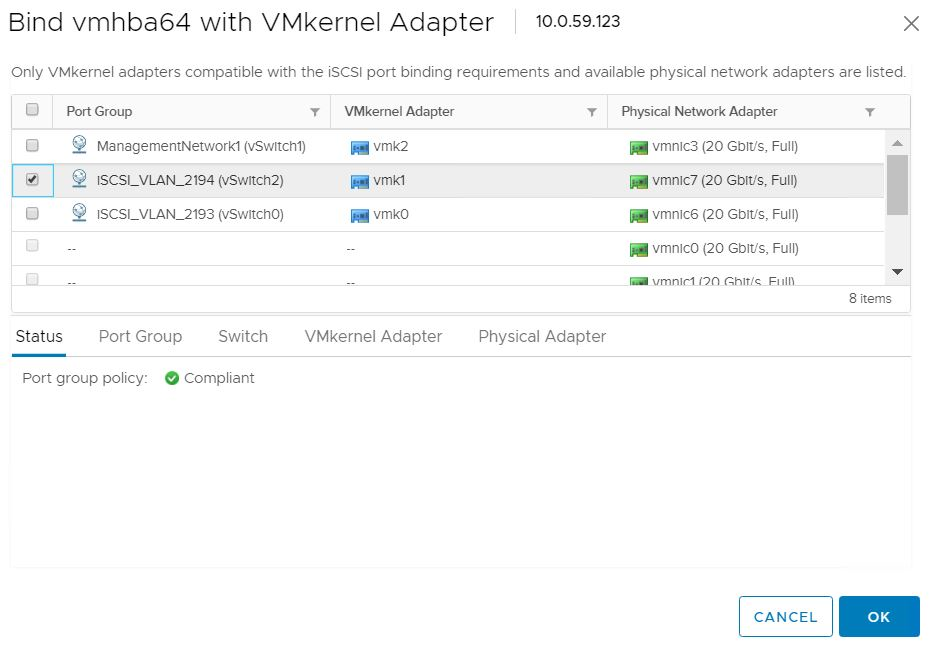 Bind vmhba64 with VMkernel Adapter 10.0.59.123
Only VMkernel adapters compatible with the iSCSI port binding requirements and available physical network adapters are listed.
Port Group VMkernel Adapter Physical Network Adapter
ManagementNetwork1 (vSwitch1) vmk2 vmnic3 (20 Gbit/s, Full)
iSCSI_VLAN_2194 (vSwitch2) vmk1 vmnic7 (20 Gbit/s, Full)
iSCSI_VLAN_2193 (vSwitch0) vmk0 vmnic6 (20 Gbit/s, Full)
-- -- vmnic0 (20 Gbit/s, Full)
-- -- vmnic1 (20 Gbit/s, Full)
8 items
Status Port Group Switch VMkernel Adapter Physical Adapter
Port group policy: Compliant
CANCEL OK